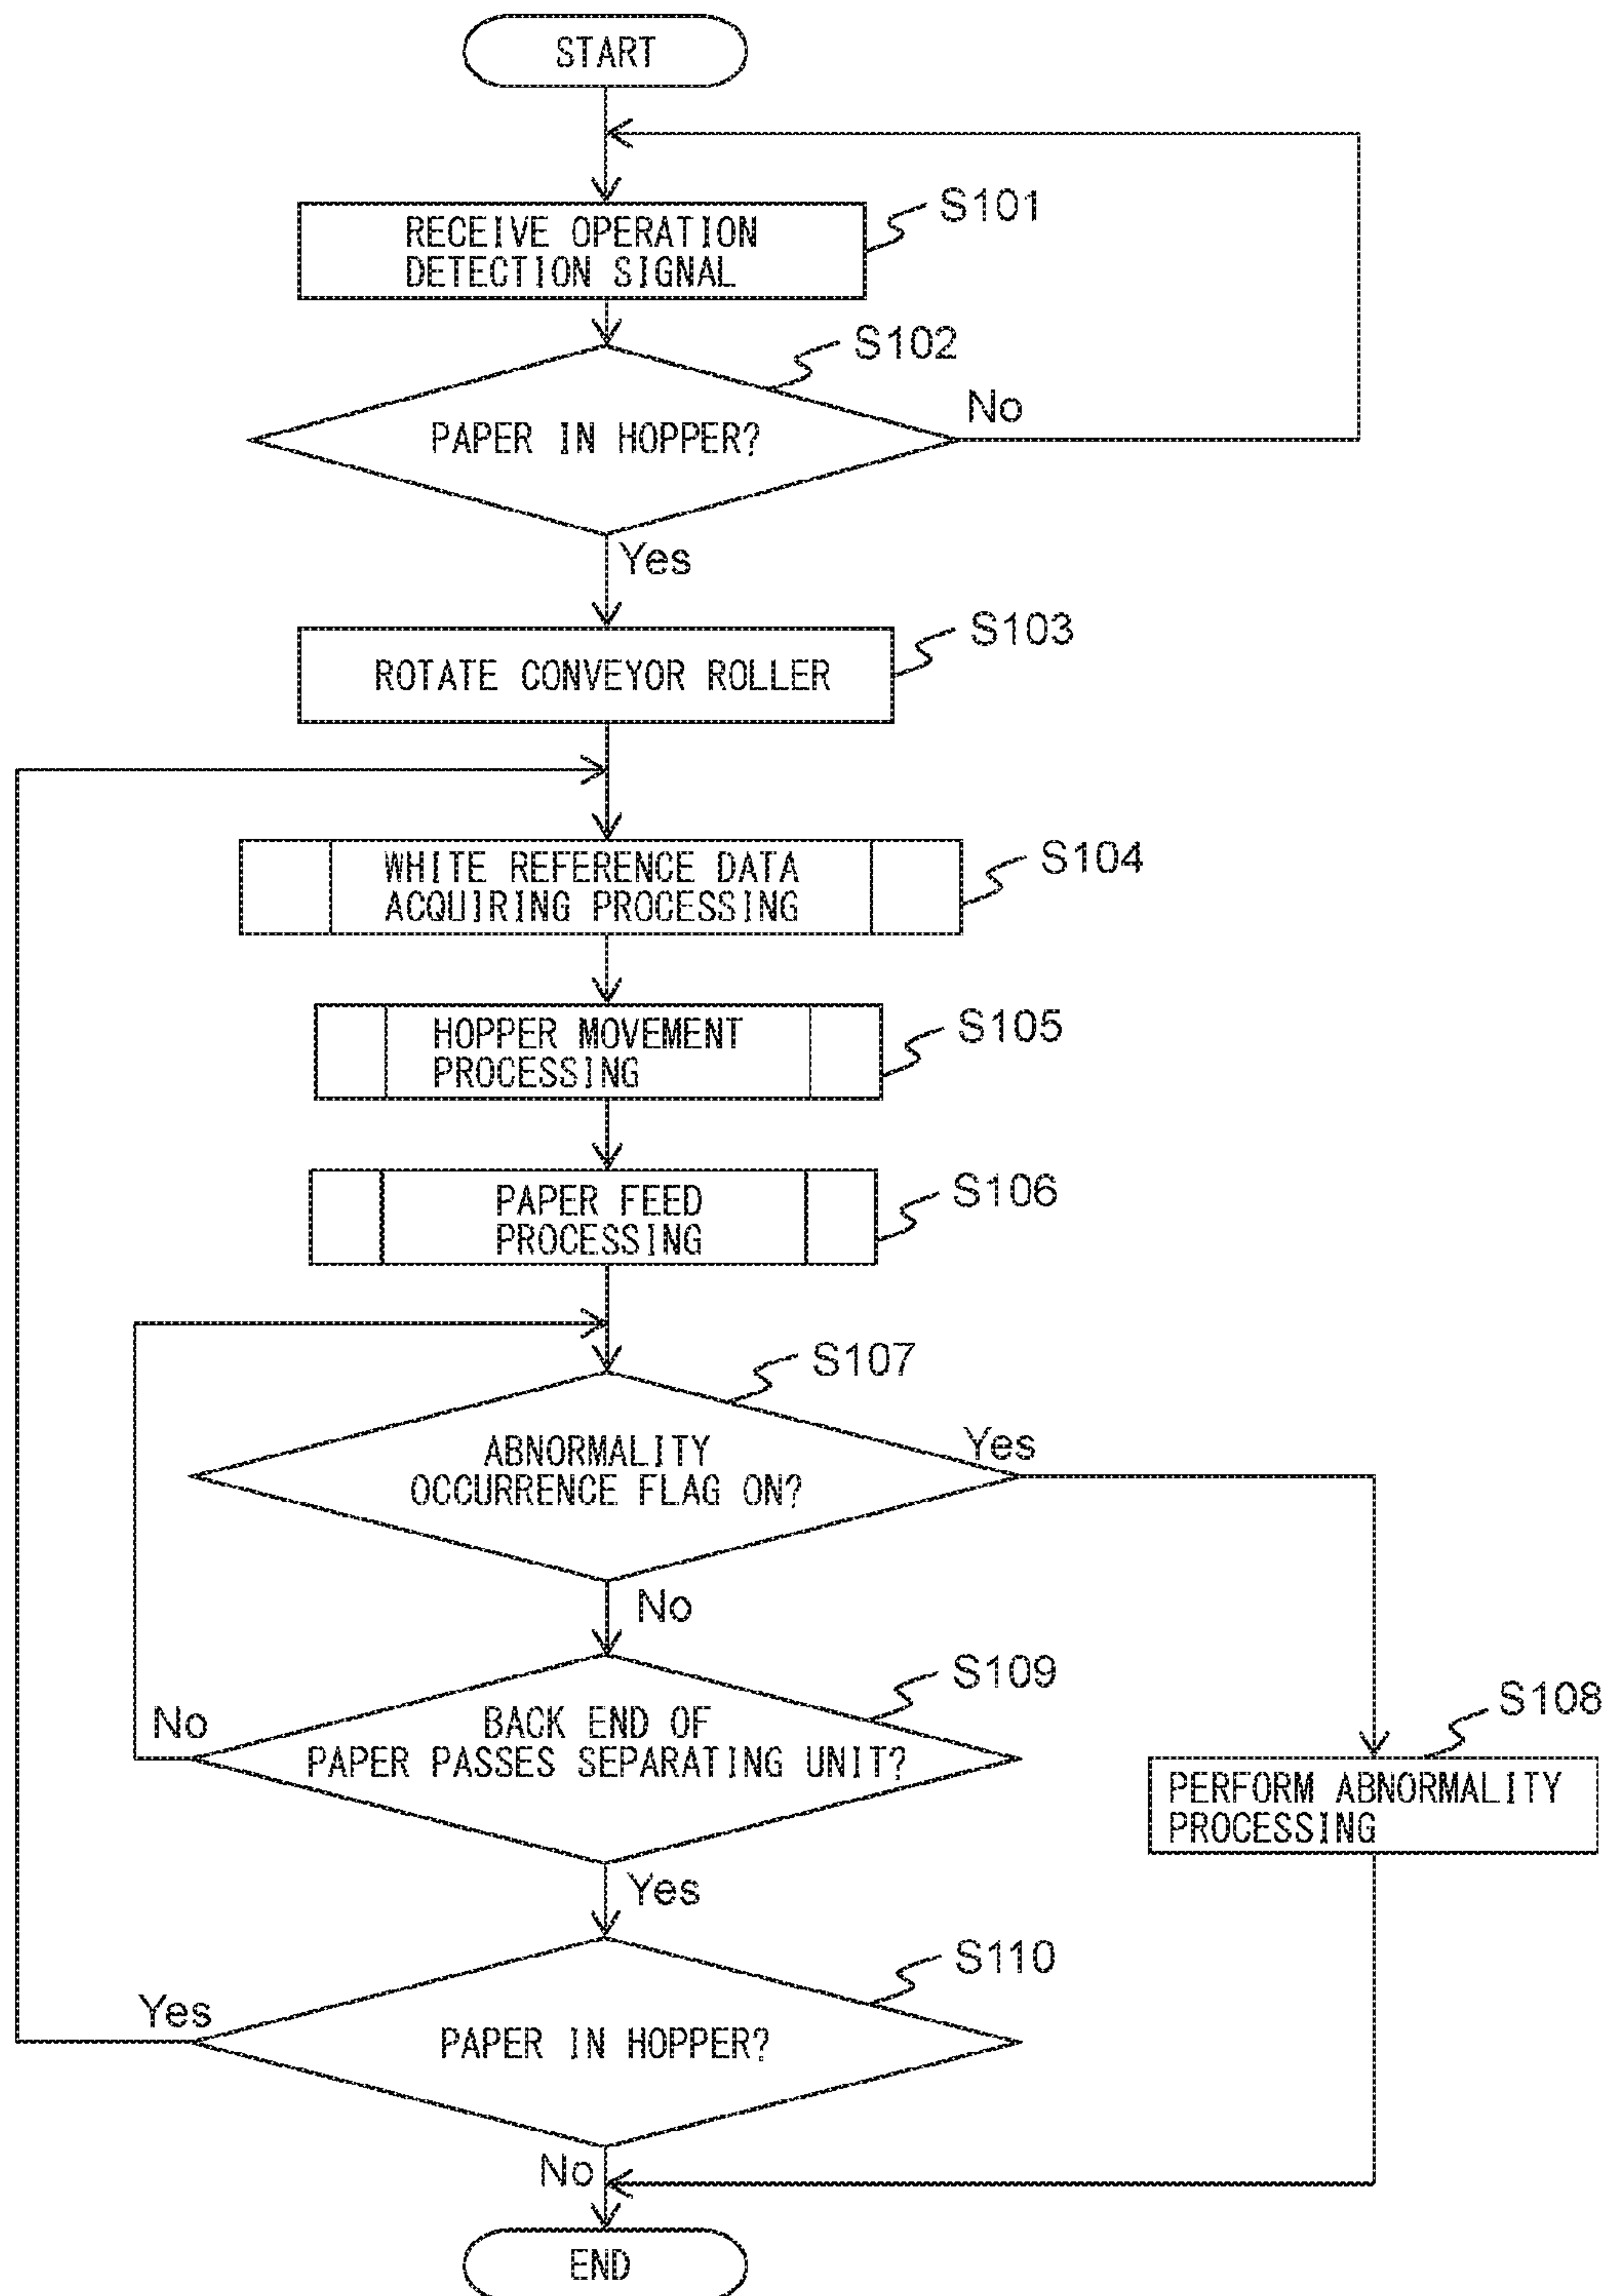 START
RECEIVE OPERATION
DETECTION SIGNAL
S101
S102
PAPER IN HOPPER?
No
Yes
S103
ROTATE CONVEYOR ROLLER
WHITE REFERENCE DATA
ACQUIRING PROCESSING
S104
HOPPER MOVEMENT
PROCESSING
S105
PAPER FEED
PROCESSING
S106
S107
ABNORMALITY
OCCURRENCE FLAG ON?
Yes
No
S109
BACK END OF
PAPER PASSES SEPARATING UNIT?
No
S108
PERFORM ABNORMALITY
PROCESSING
Yes
S110
PAPER IN HOPPER?
Yes
No
END